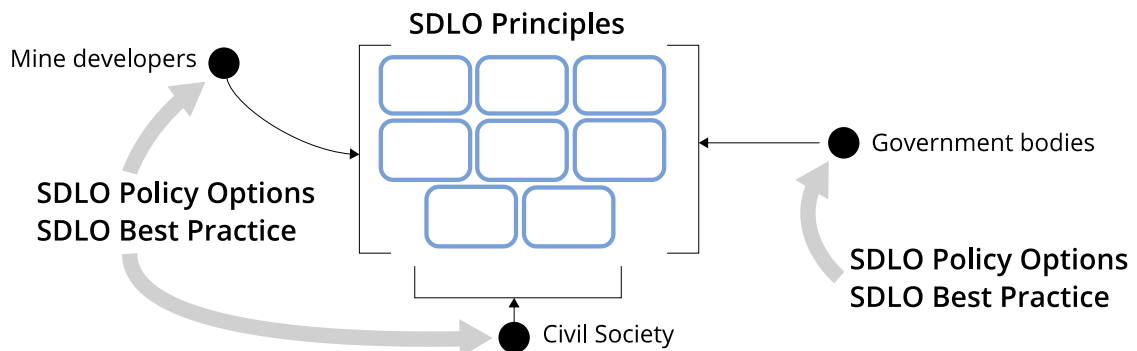 SDLO Principles
Mine developers
Government bodies
SDLO Policy Options
SDLO Best Practice
SDLO Policy Options
SDLO Best Practice
Civil Society